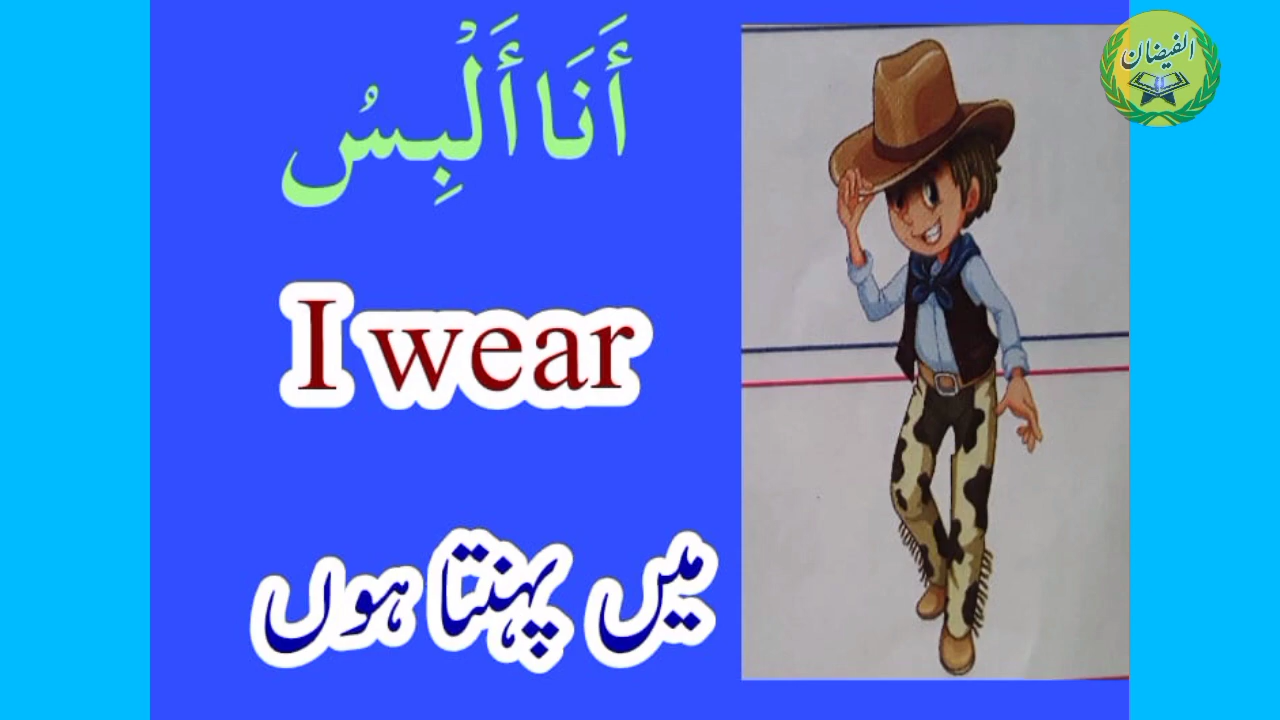 أَنَا أَلْبِسُ
I wear
میں پہنتا ہوں
الفیضان